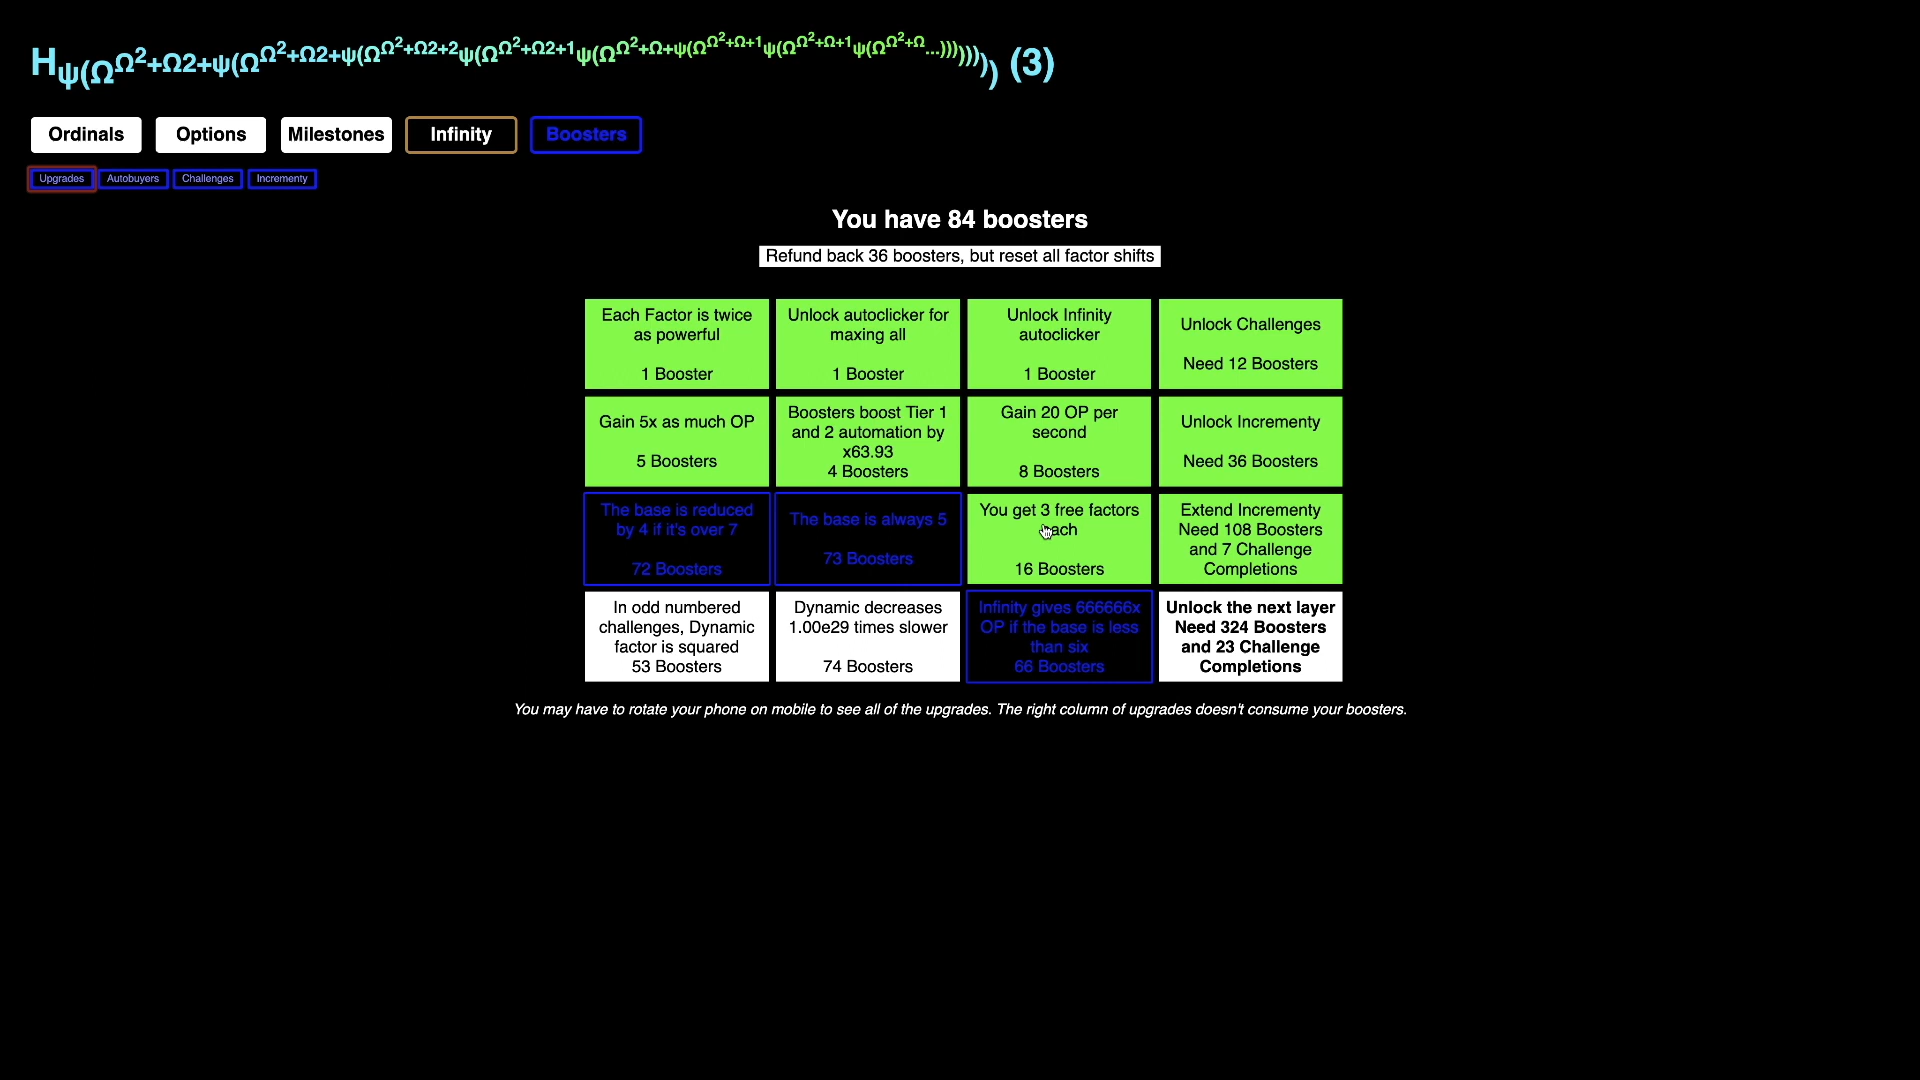 Hψ(Ω^Ω^2+Ω2+ψ(Ω^Ω^2+Ω2+ψ(Ω^Ω^2+Ω2+2ψ(Ω^Ω^2+Ω2+1ψ(Ω^Ω^2+Ω+ψ(Ω^Ω^2+Ω+1ψ(Ω^Ω^2+Ω+1ψ(Ω^Ω^2+Ω...)))))))) (3)
Ordinals Options Milestones Infinity Boosters
Upgrades Autobuyers Challenges Incrementy
You have 84 boosters
Refund back 36 boosters, but reset all factor shifts
Each Factor is twice
as powerful
1 Booster
Unlock autoclicker for
maxing all
1 Booster
Unlock Infinity
autoclicker
1 Booster
Unlock Challenges
Need 12 Boosters
Gain 5x as much OP
5 Boosters
Boosters boost Tier 1
and 2 automation by
x63.93
4 Boosters
Gain 20 OP per
second
8 Boosters
Unlock Incrementy
Need 36 Boosters
The base is reduced
by 4 if it's over 7
72 Boosters
The base is always 5
73 Boosters
You get 3 free factors
each
16 Boosters
Extend Incrementy
Need 108 Boosters
and 7 Challenge
Completions
In odd numbered
challenges, Dynamic
factor is squared
53 Boosters
Dynamic decreases
1.00e29 times slower
74 Boosters
Infinity gives 666666x
OP if the base is less
than six
66 Boosters
Unlock the next layer
Need 324 Boosters
and 23 Challenge
Completions
You may have to rotate your phone on mobile to see all of the upgrades. The right column of upgrades doesn't consume your boosters.